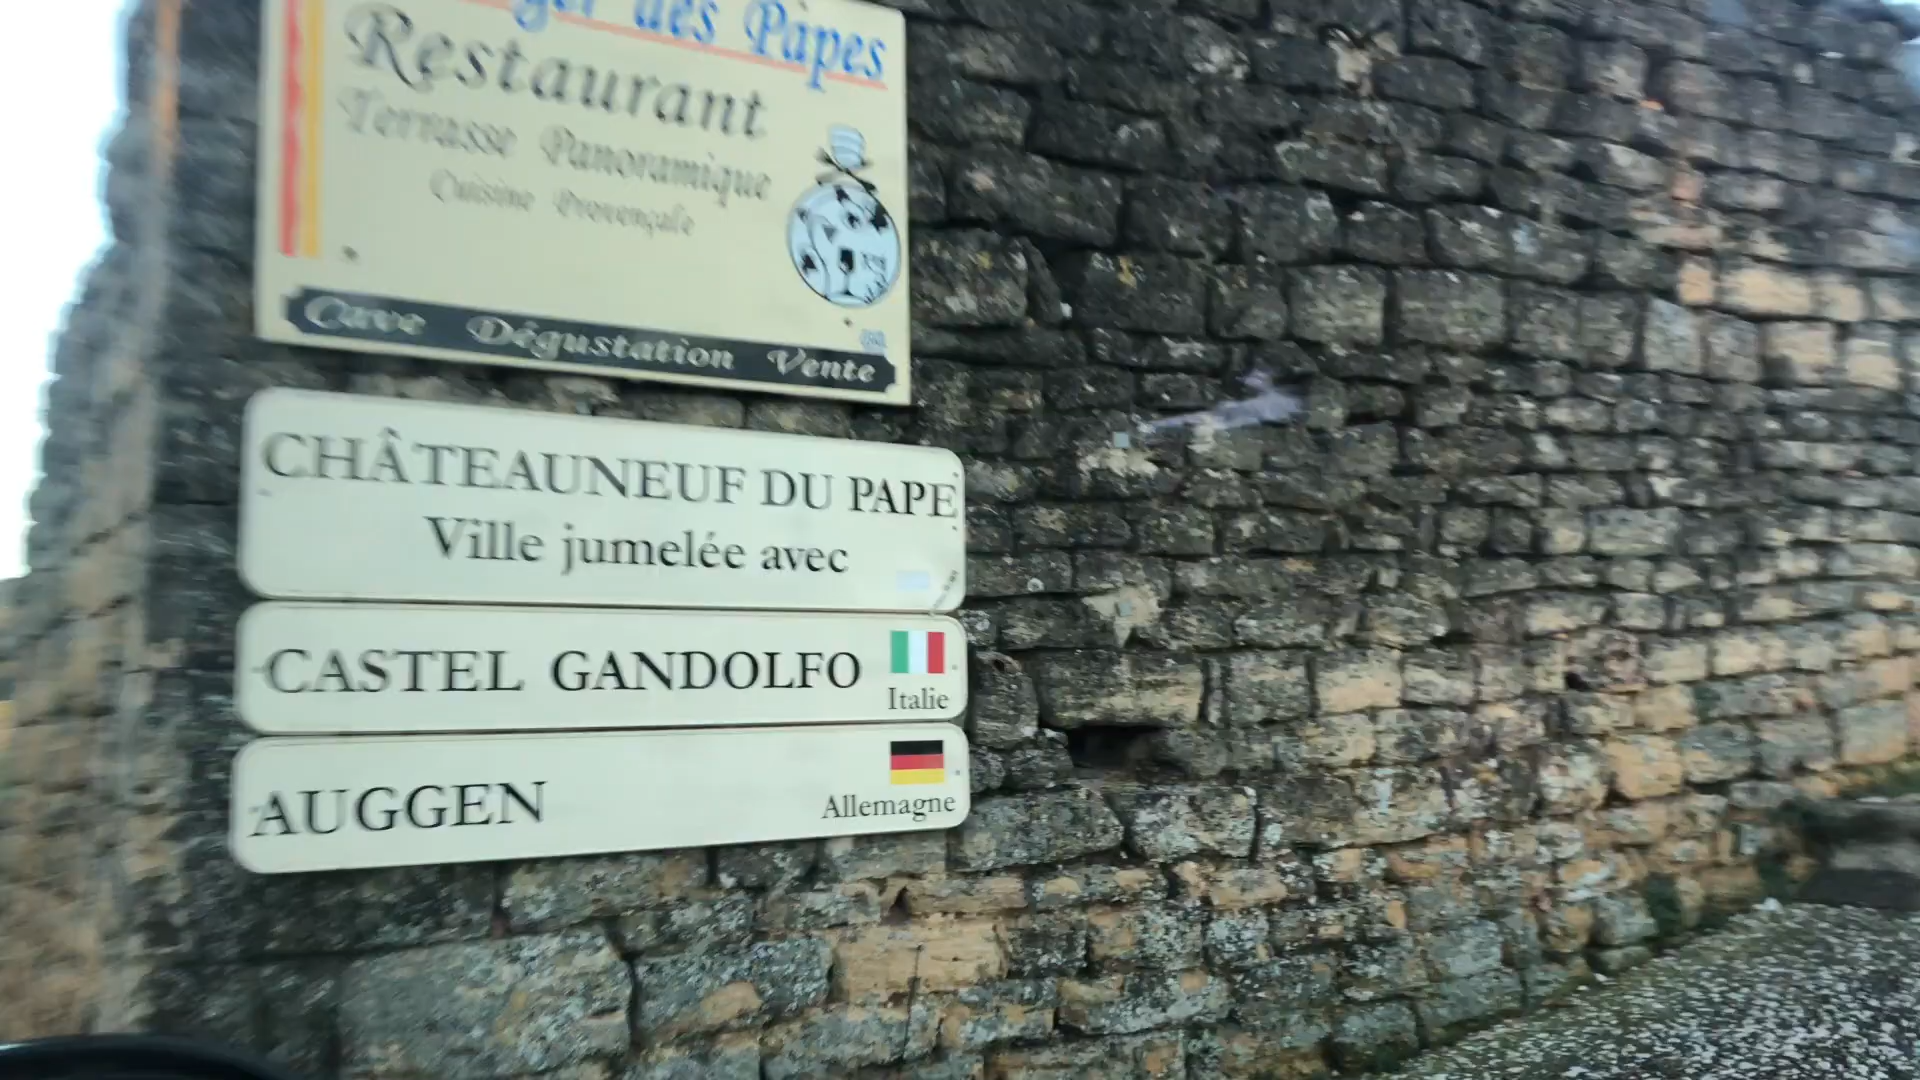 des Papes
Restaurant
Terrasse Panoramique
Cuisine Provençale
Cave Dégustation Vente
CHÂTEAUNEUF DU PAPE
Ville jumelée avec
CASTEL GANDOLFO
Italie
AUGGEN
Allemagne